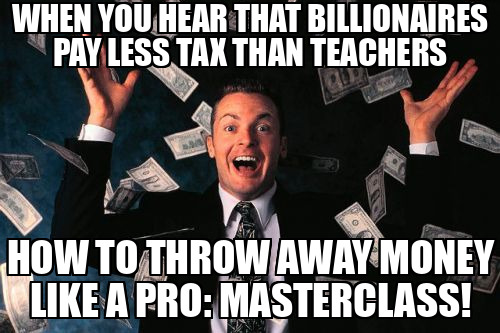 WHEN YOU HEAR THAT BILLIONAIRES
PAY LESS TAX THAN TEACHERS
HOW TO THROW AWAY MONEY
LIKE A PRO: MASTERCLASS!